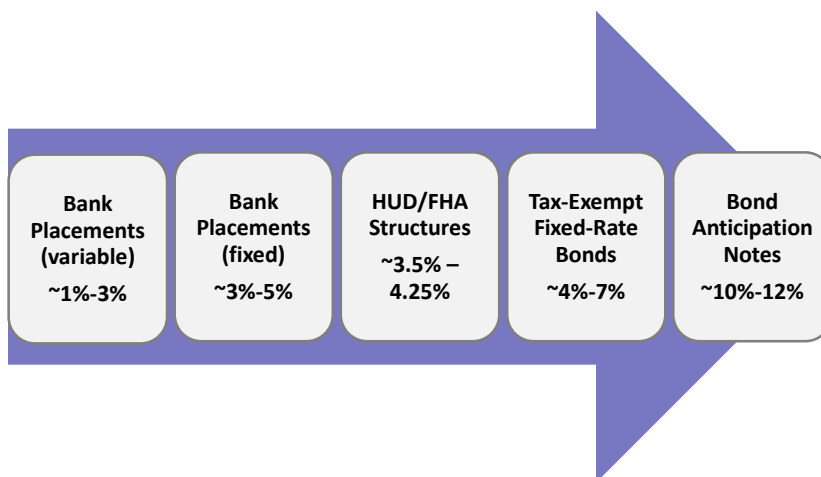 Bank
Placements
(variable)
~1%-3%
Bank
Placements
(fixed)
~3%-5%
HUD/FHA
Structures
~3.5% –
4.25%
Tax-Exempt
Fixed-Rate
Bonds
~4%-7%
Bond
Anticipation
Notes
~10%-12%